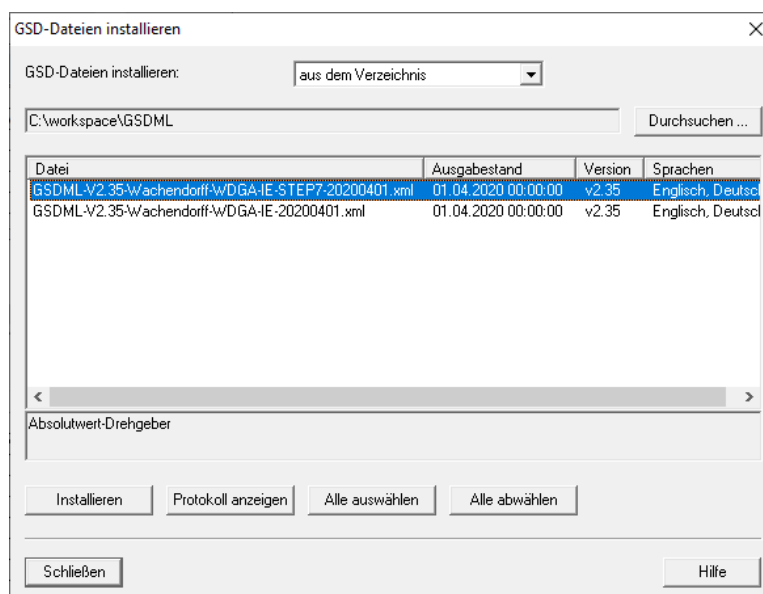 GSD-Dateien installieren
GSD-Dateien installieren: aus dem Verzeichnis
C:\workspace\GSDML Durchsuchen ...
Datei Ausgabestand Version Sprachen
GSDML-V2.35-Wachendorff-WDGA-IE-STEP7-20200401.xml 01.04.2020 00:00:00 v2.35 Englisch, Deutscl
GSDML-V2.35-Wachendorff-WDGA-IE-20200401.xml 01.04.2020 00:00:00 v2.35 Englisch, Deutscl
Absolutwert-Drehgeber
Installieren Protokoll anzeigen Alle auswählen Alle abwählen
Schließen Hilfe